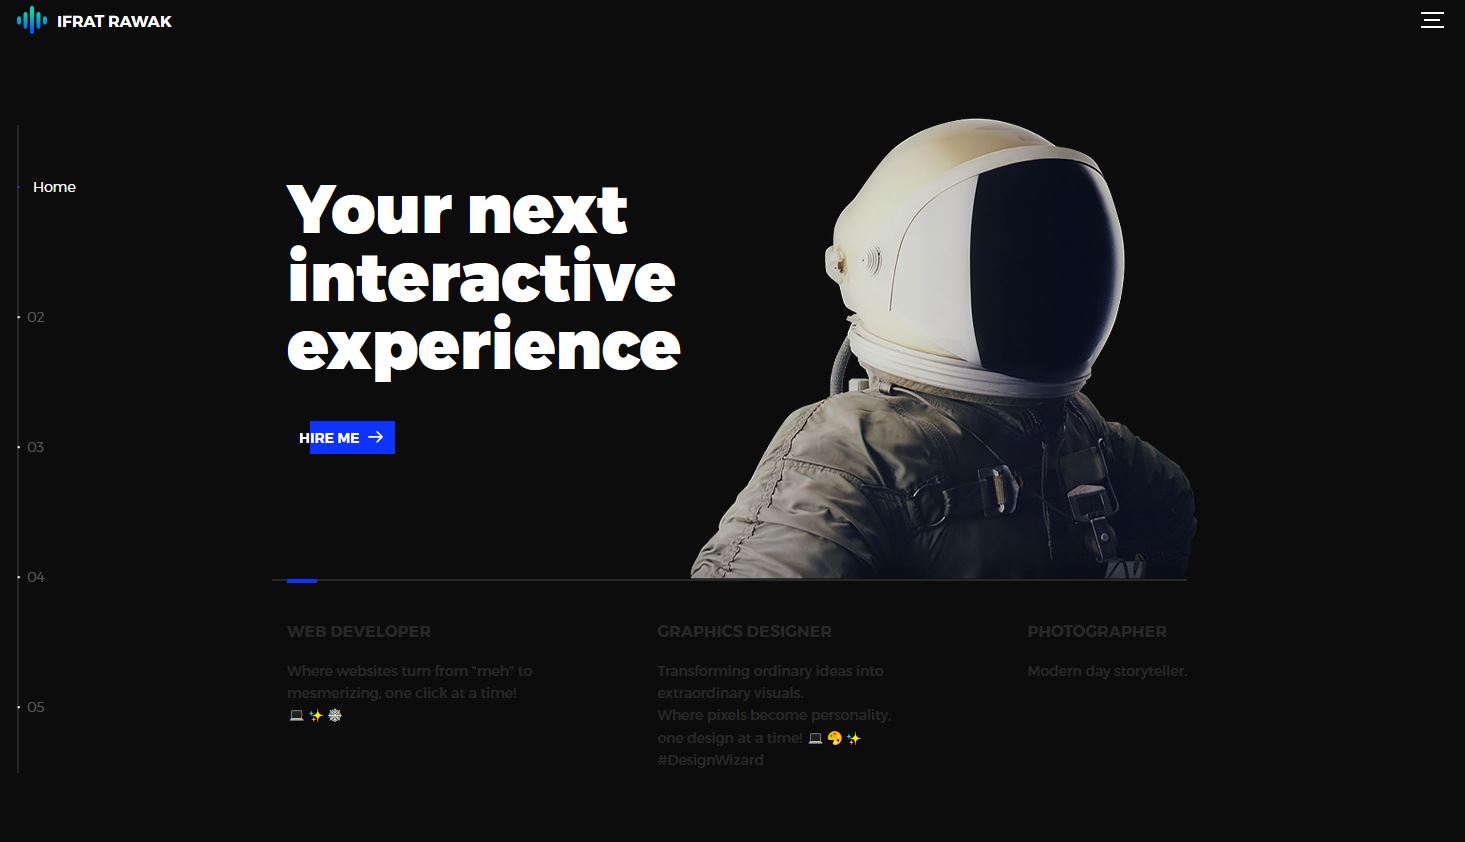 IFRAT RAWAK
Home
02
03
04
05
Your next
interactive
experience
HIRE ME →
WEB DEVELOPER
Where websites turn from "meh" to
mesmerizing, one click at a time!
💻 ✨ 🕸️
GRAPHICS DESIGNER
Transforming ordinary ideas into
extraordinary visuals.
Where pixels become personality,
one design at a time! 💻 🎨 ✨
#DesignWizard
PHOTOGRAPHER
Modern day storyteller.